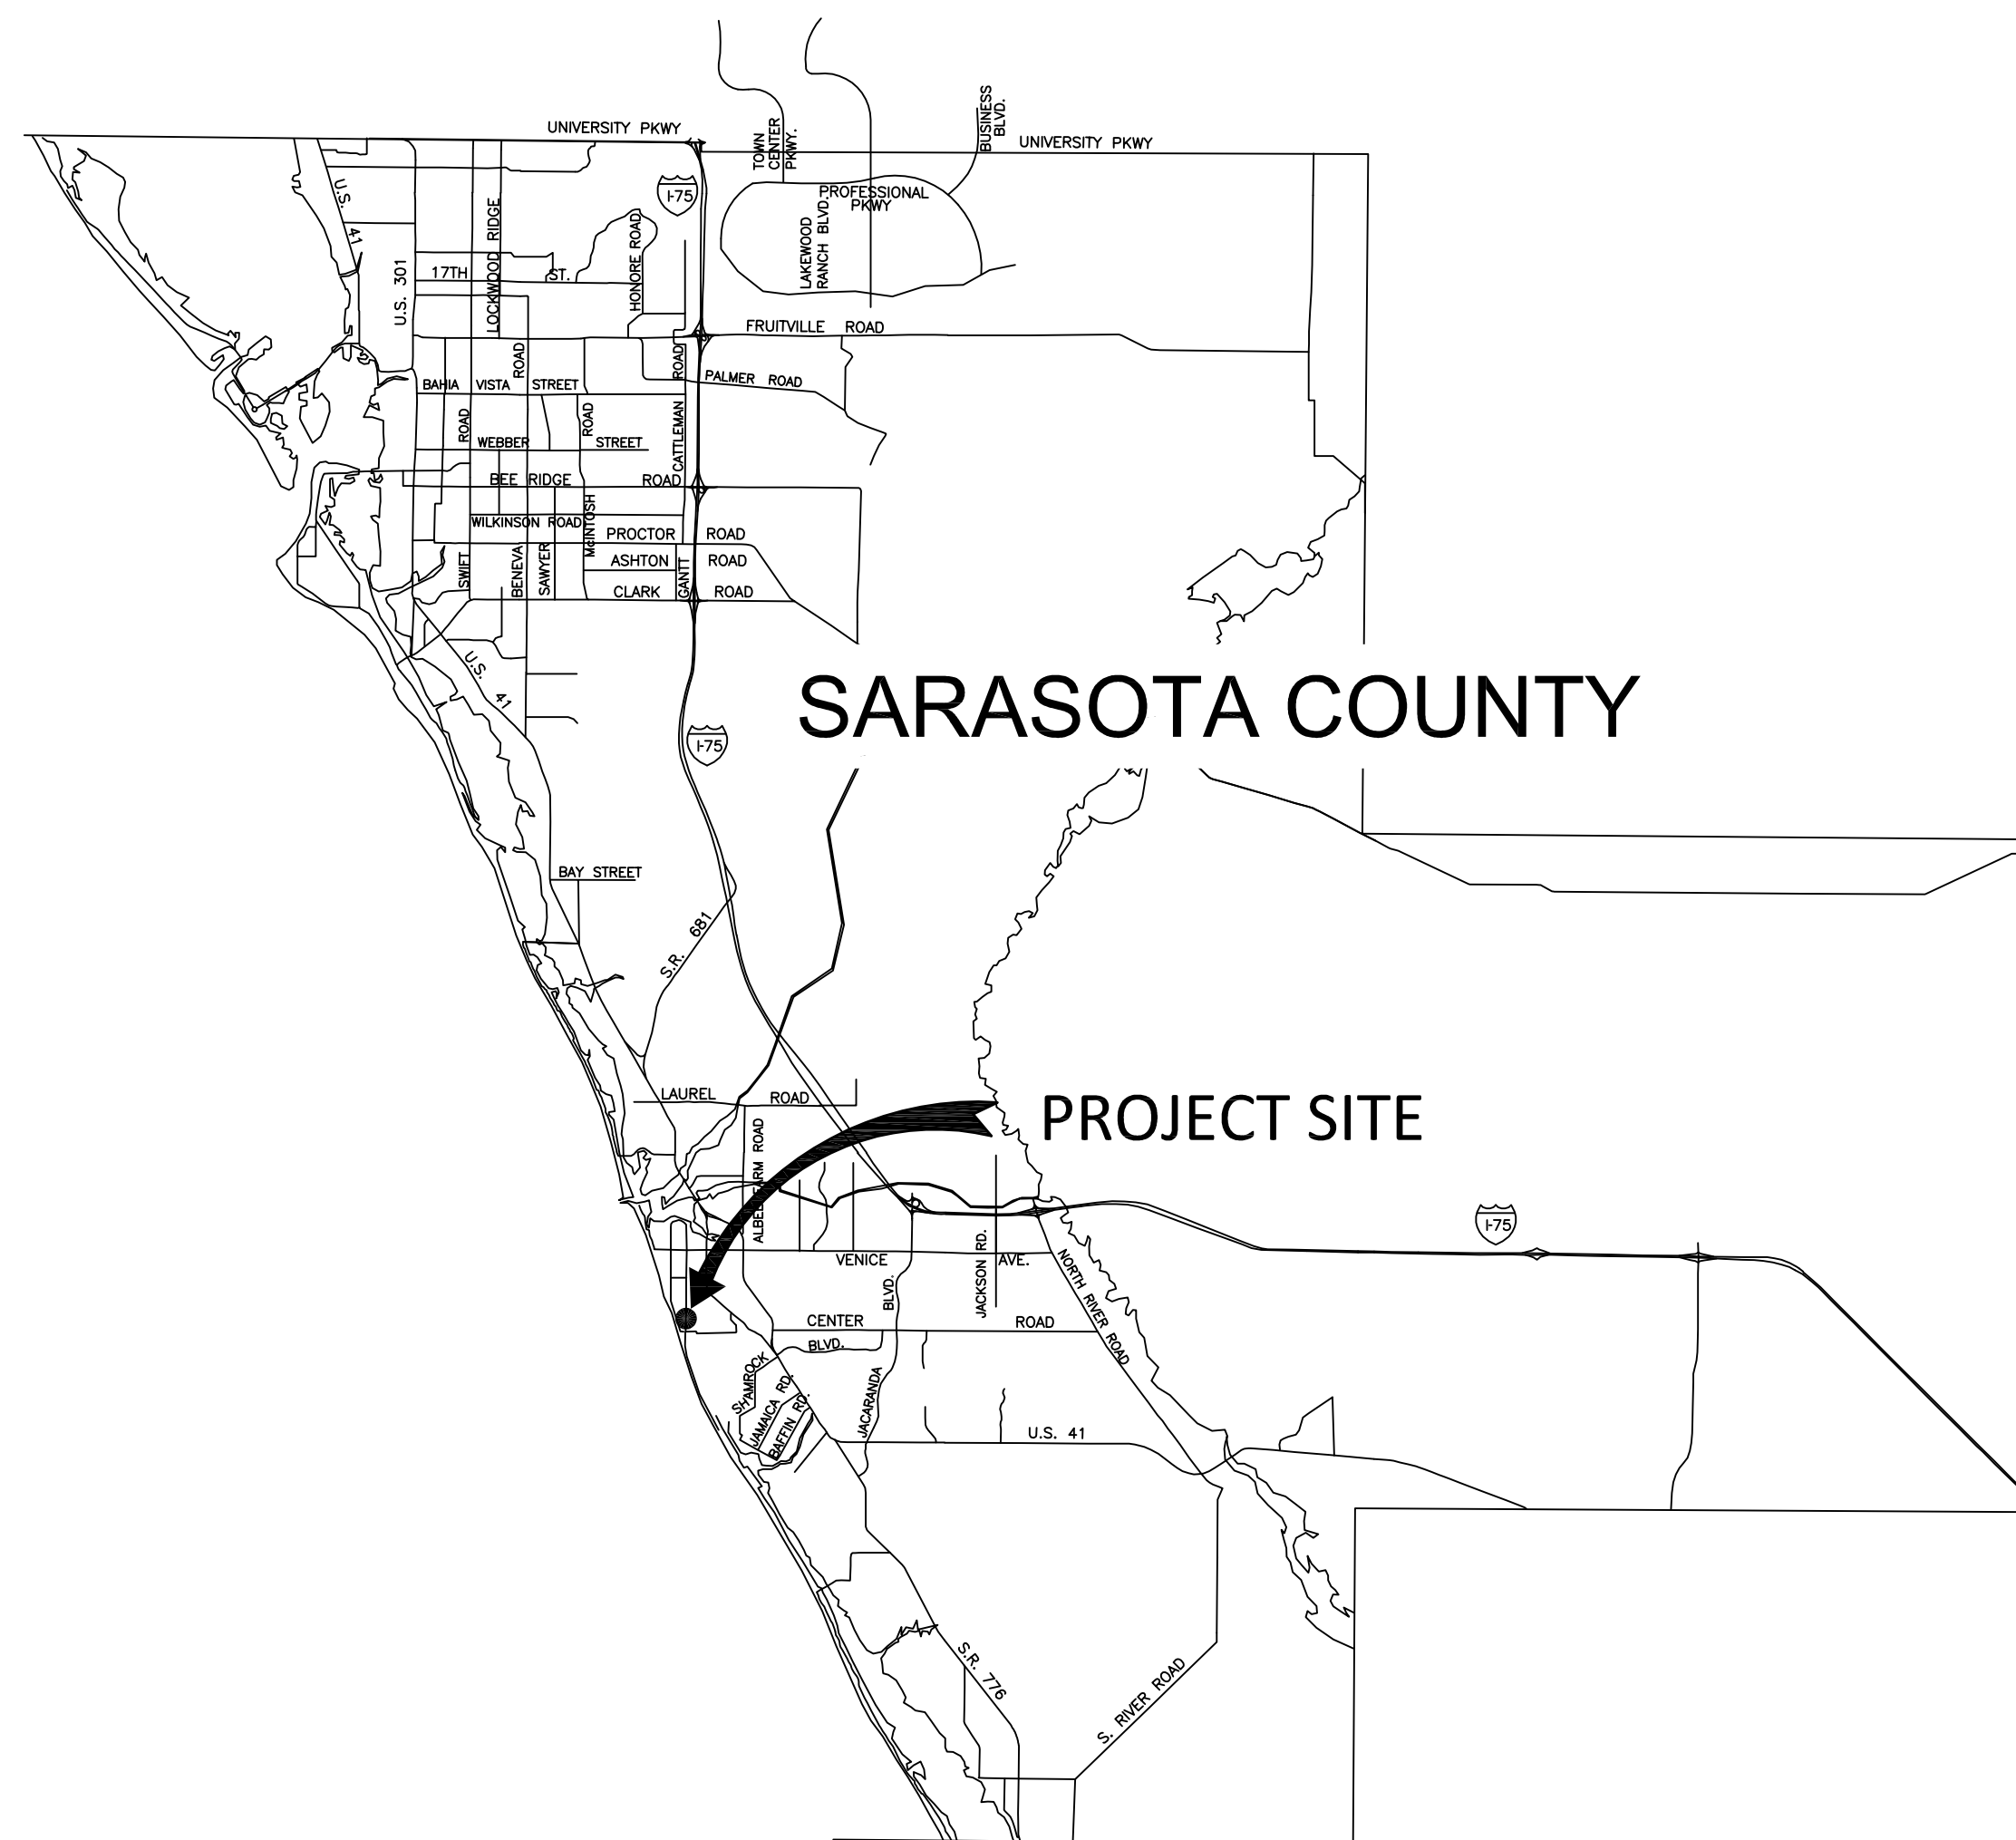 UNIVERSITY PKWY
TOWN
CENTER
PKWY.
BUSINESS
BLVD.
UNIVERSITY PKWY
I-75
U.S. 41
PROFESSIONAL
PKWY
LAKEWOOD
RANCH BLVD.
LOCKWOOD RIDGE
ROAD
HONORE ROAD
U.S. 301
17TH ST.
FRUITVILLE ROAD
PALMER ROAD
BAHIA VISTA STREET
CATTLEMAN ROAD
WEBBER STREET
BEE RIDGE ROAD
WILKINSON ROAD
PROCTOR ROAD
ASHTON ROAD
CLARK ROAD
SWIFT ROAD
BENEVA
SAWYER
McINTOSH ROAD
GANTT
U.S. 41
SARASOTA COUNTY
I-75
BAY STREET
S.R. 681
LAUREL ROAD
PROJECT SITE
I-75
VENICE AVE.
JACKSON RD.
NORTH RIVER ROAD
CENTER ROAD
SHAMROCK BLVD.
JAMAICA RD.
BAFFIN RD.
JACARANDA BLVD.
U.S. 41
S.R. 776
S. RIVER ROAD